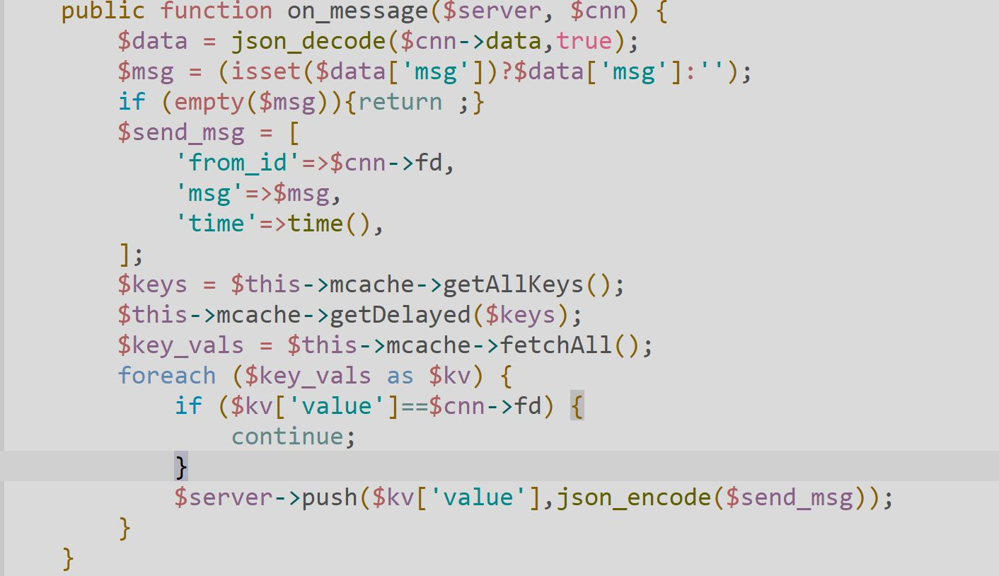 public function on_message($server, $cnn) {
$data = json_decode($cnn->data,true);
$msg = (isset($data['msg'])?$data['msg']:'');
if (empty($msg)){return ;}
$send_msg = [
'from_id'=>$cnn->fd,
'msg'=>$msg,
'time'=>time(),
];
$keys = $this->mcache->getAllKeys();
$this->mcache->getDelayed($keys);
$key_vals = $this->mcache->fetchAll();
foreach ($key_vals as $kv) {
if ($kv['value']==$cnn->fd) {
continue;
}
$server->push($kv['value'],json_encode($send_msg));
}
}